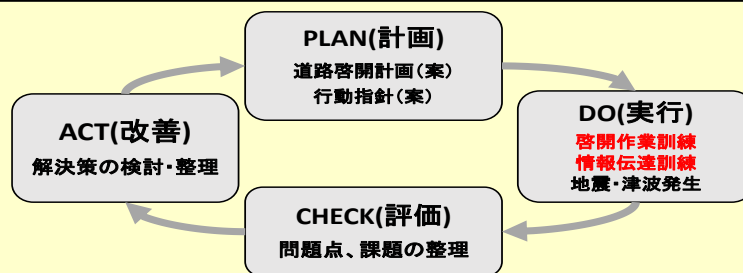 PLAN(計画)
道路啓開計画(案)
行動指針(案)
DO(実行)
啓開作業訓練
情報伝達訓練
地震・津波発生
CHECK(評価)
問題点、課題の整理
ACT(改善)
解決策の検討・整理